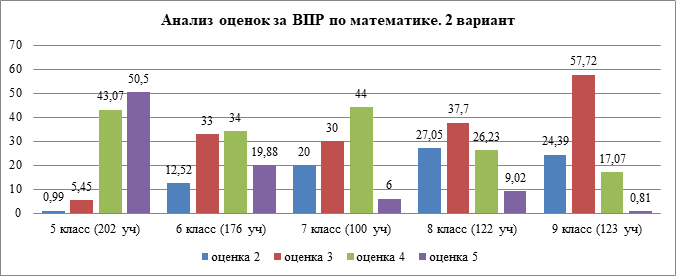 Анализ оценок за ВПР по математике. 2 вариант
70
60
50
40
30
20
10
0
0,99
5,45
43,07
50,5
12,52
33
34
19,88
20
30
44
6
27,05
37,7
26,23
9,02
24,39
57,72
17,07
0,81
5 класс (202 уч)
6 класс (176 уч)
7 класс (100 уч)
8 класс (122 уч)
9 класс (123 уч)
оценка 2
оценка 3
оценка 4
оценка 5